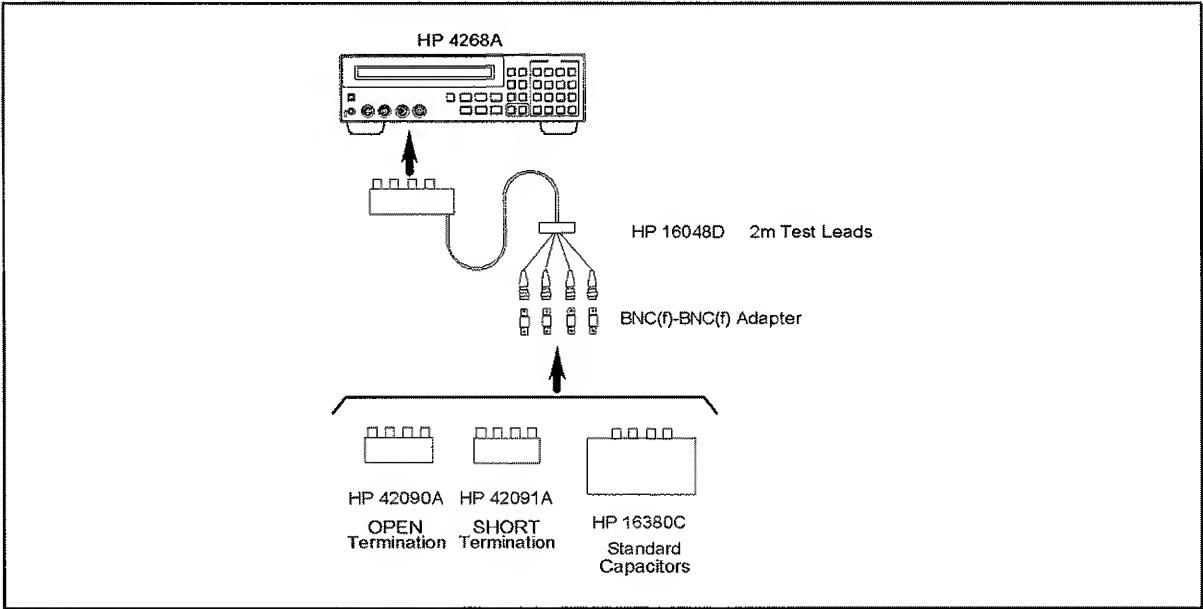 HP 4268A
HP 16048D 2m Test Leads
BNC(f)-BNC(f) Adapter
HP 42090A HP 42091A
OPEN SHORT
Termination Termination
HP 16380C
Standard
Capacitors